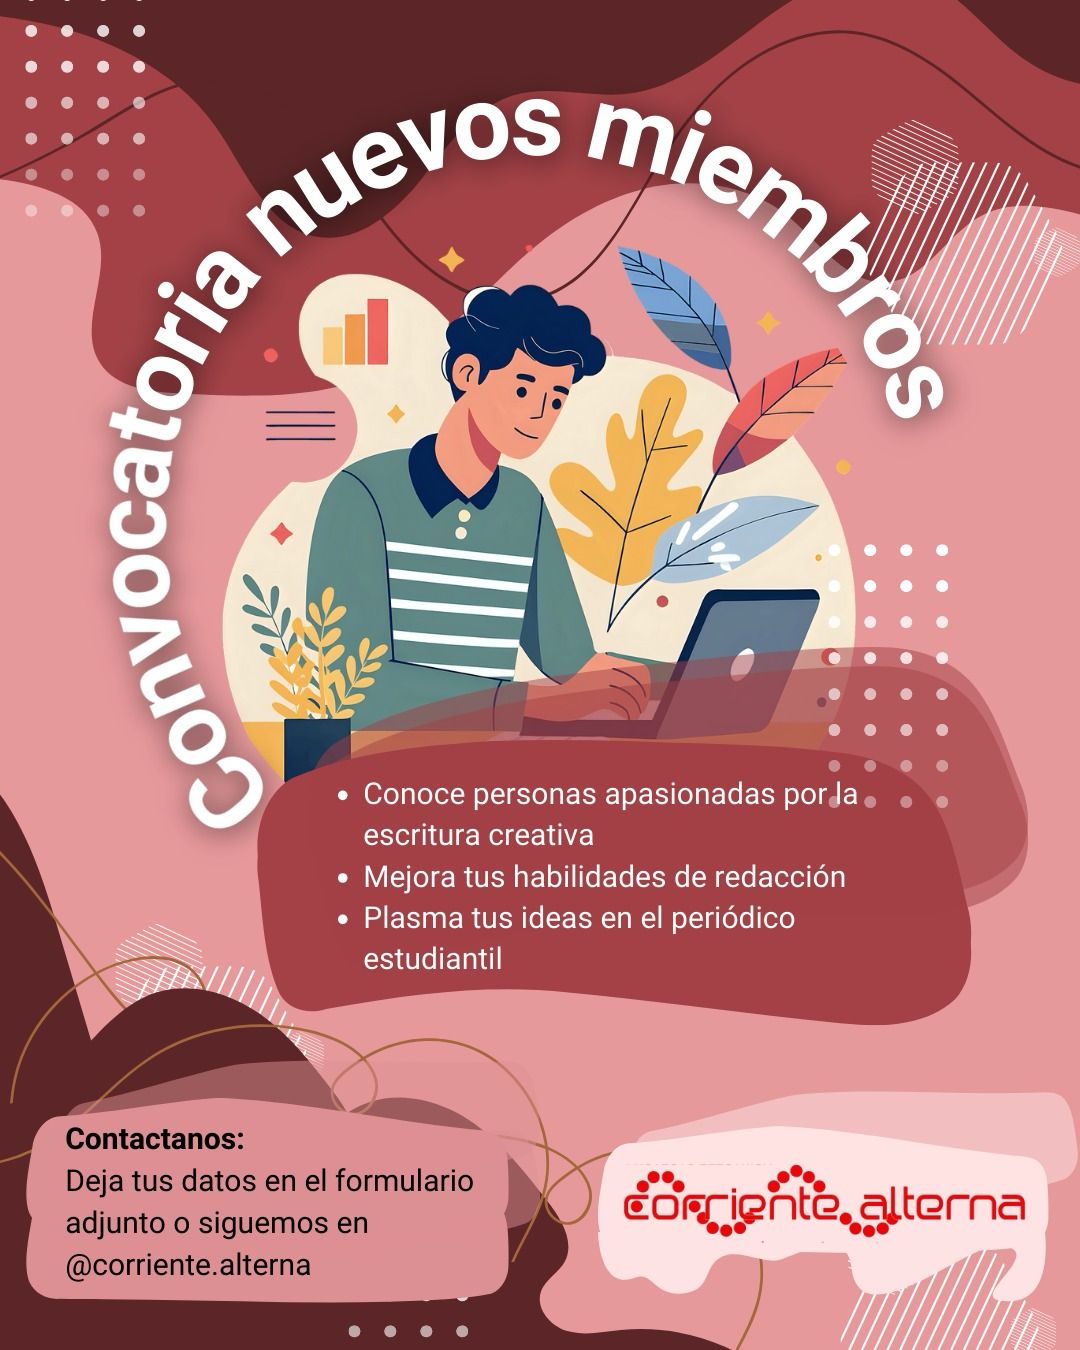 Convocatoria nuevos miembros
Conoce personas apasionadas por la
escritura creativa
Mejora tus habilidades de redacción
Plasma tus ideas en el periódico
estudiantil
Contactanos:
Deja tus datos en el formulario
adjunto o siguemos en
@corriente.alterna
corriente alterna